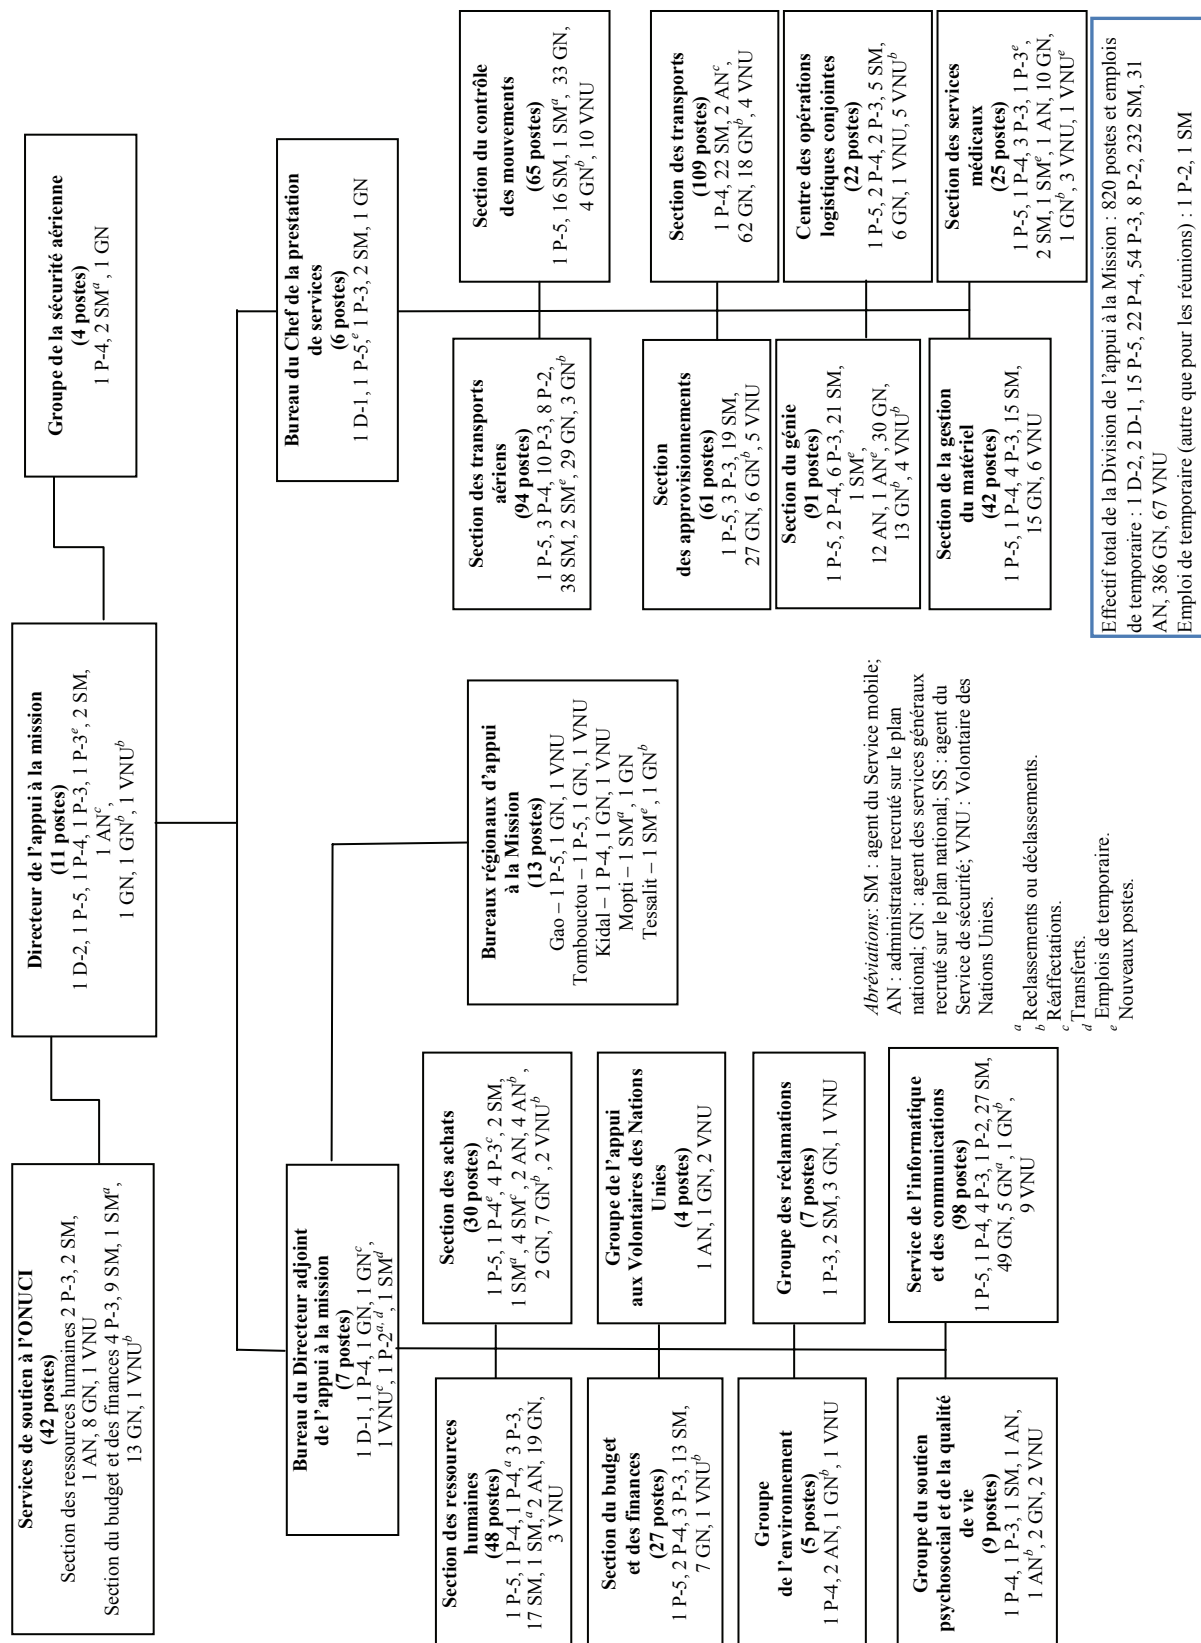 Services de soutien à l'ONUCI
(42 postes)
Section des ressources humaines 2 P-3, 2 SM,
1 AN, 8 GN, 1 VNU
Section du budget et des finances 4 P-3, 9 SM, 1 SMᵃ,
13 GN, 1 VNUᵇ
Directeur de l'appui à la mission
(11 postes)
1 D-2, 1 P-5, 1 P-4, 1 P-3, 1 P-3ᵉ, 2 SM,
1 ANᶜ,
1 GN, 1 GNᵇ, 1 VNUᵇ
Groupe de la sécurité aérienne
(4 postes)
1 P-4, 2 SMᵃ, 1 GN
Bureau du Directeur adjoint
de l'appui à la mission
(7 postes)
1 D-1, 1 P-4, 1 GN, 1 GNᶜ,
1 VNUᶜ, 1 P-2ᵃ, ᵈ, 1 SMᵈ
Bureau du Chef de la prestation
de services
(6 postes)
1 D-1, 1 P-5,ᵉ 1 P-3, 2 SM, 1 GN
Section des ressources
humaines
(48 postes)
1 P-5, 1 P-4, 1 P-4,ᵃ 3 P-3,
17 SM, 1 SM,ᵃ 2 AN, 19 GN,
3 VNU
Section des achats
(30 postes)
1 P-5, 1 P-4ᵉ, 4 P-3ᶜ, 2 SM,
1 SMᵃ, 4 SMᶜ, 2 AN, 4 ANᵇ,
2 GN, 7 GNᵇ, 2 VNUᵇ
Bureaux régionaux d'appui
à la Mission
(13 postes)
Gao – 1 P-5, 1 GN, 1 VNU
Tombouctou – 1 P-5, 1 GN, 1 VNU
Kidal – 1 P-4, 1 GN, 1 VNU
Mopti – 1 SMᵃ, 1 GN
Tessalit – 1 SMᵉ, 1 GNᵇ
Section des transports
aériens
(94 postes)
1 P-5, 3 P-4, 10 P-3, 8 P-2,
38 SM, 2 SMᵉ, 29 GN, 3 GNᵇ
Section du contrôle
des mouvements
(65 postes)
1 P-5, 16 SM, 1 SMᵃ, 33 GN,
4 GNᵇ, 10 VNU
Section du budget
et des finances
(27 postes)
1 P-5, 2 P-4, 3 P-3, 13 SM,
7 GN, 1 VNUᵇ
Groupe de l'appui
aux Volontaires des Nations
Unies
(4 postes)
1 AN, 1 GN, 2 VNU
Section
des approvisionnements
(61 postes)
1 P-5, 3 P-3, 19 SM,
27 GN, 6 GNᵇ, 5 VNU
Section des transports
(109 postes)
1 P-4, 22 SM, 2 ANᶜ,
62 GN, 18 GNᵇ, 4 VNU
Groupe
de l'environnement
(5 postes)
1 P-4, 2 AN, 1 GNᵇ, 1 VNU
Groupe des réclamations
(7 postes)
1 P-3, 2 SM, 3 GN, 1 VNU
Section du génie
(91 postes)
1 P-5, 2 P-4, 6 P-3, 21 SM,
1 SMᵉ,
12 AN, 1 ANᵉ, 30 GN,
13 GNᵇ, 4 VNUᵇ
Centre des opérations
logistiques conjointes
(22 postes)
1 P-5, 2 P-4, 2 P-3, 5 SM,
6 GN, 1 VNU, 5 VNUᵇ
Groupe du soutien
psychosocial et de la qualité
de vie
(9 postes)
1 P-4, 1 P-3, 1 SM, 1 AN,
1 ANᵇ, 2 GN, 2 VNU
Service de l'informatique
et des communications
(98 postes)
1 P-5, 1 P-4, 4 P-3, 1 P-2, 27 SM,
49 GN, 5 GNᵃ, 1 GNᵇ,
9 VNU
Section de la gestion
du matériel
(42 postes)
1 P-5, 1 P-4, 4 P-3, 15 SM,
15 GN, 6 VNU
Section des services
médicaux
(25 postes)
1 P-5, 1 P-4, 3 P-3, 1 P-3ᵉ,
2 SM, 1 SMᵉ, 1 AN, 10 GN,
1 GNᵇ, 3 VNU, 1 VNUᵉ
Abréviations: SM : agent du Service mobile;
AN : administrateur recruté sur le plan
national; GN : agent des services généraux
recruté sur le plan national; SS : agent du
Service de sécurité; VNU : Volontaire des
Nations Unies.
ᵃ Reclassements ou déclassements.
ᵇ Réaffectations.
ᶜ Transferts.
ᵈ Emplois de temporaire.
ᵉ Nouveaux postes.
Effectif total de la Division de l'appui à la Mission : 820 postes et emplois
de temporaire : 1 D-2, 2 D-1, 15 P-5, 22 P-4, 54 P-3, 8 P-2, 232 SM, 31
AN, 386 GN, 67 VNU
Emploi de temporaire (autre que pour les réunions) : 1 P-2, 1 SM